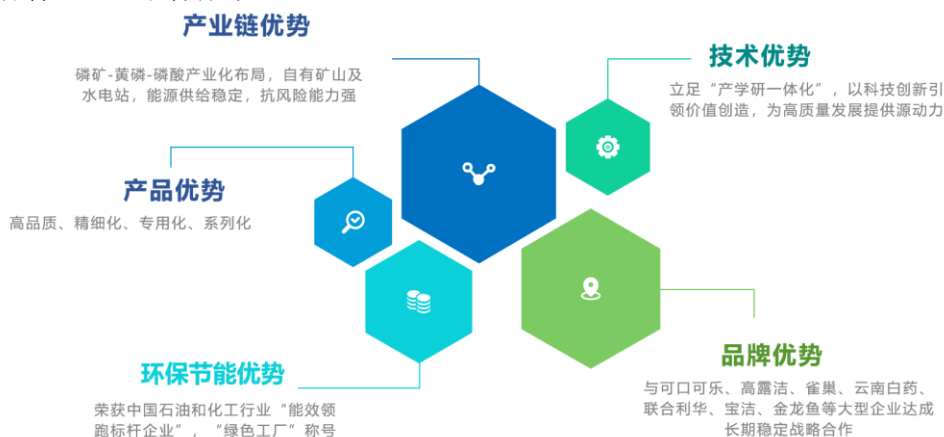 产业链优势
磷矿-黄磷-磷酸产业化布局，自有矿山及
水电站，能源供给稳定，抗风险能力强
技术优势
立足“产学研一体化”，以科技创新引
领价值创造，为高质量发展提供源动力
产品优势
高品质、精细化、专用化、系列化
环保节能优势
荣获中国石油和化工行业“能效领
跑标杆企业”，“绿色工厂”称号
品牌优势
与可口可乐、高露洁、雀巢、云南白药、
联合利华、宝洁、金龙鱼等大型企业达成
长期稳定战略合作